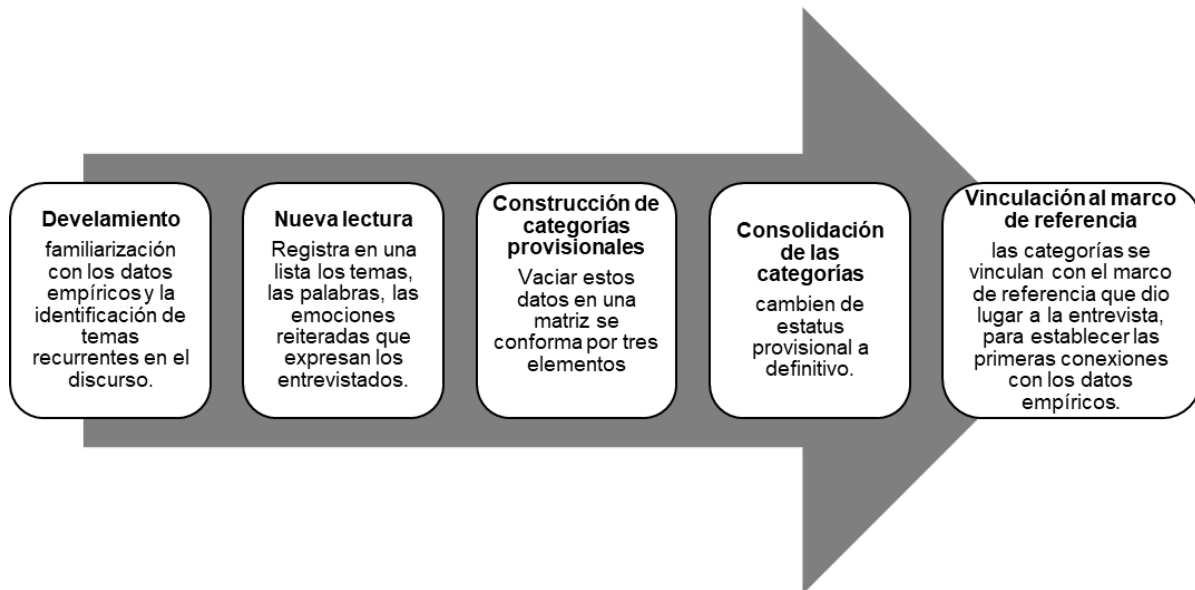 Develamiento
familiarización
con los datos
empíricos y la
identificación de
temas
recurrentes en el
discurso.
Nueva lectura
Registra en una
lista los temas,
las palabras, las
emociones
reiteradas que
expresan los
entrevistados.
Construcción de
categorías
provisionales
Vaciar estos
datos en una
matriz se
conforma por tres
elementos
Consolidación
de las
categorías
cambien de
estatus
provisional a
definitivo.
Vinculación al marco
de referencia
las categorías se
vinculan con el marco
de referencia que dio
lugar a la entrevista,
para establecer las
primeras conexiones
con los datos
empíricos.